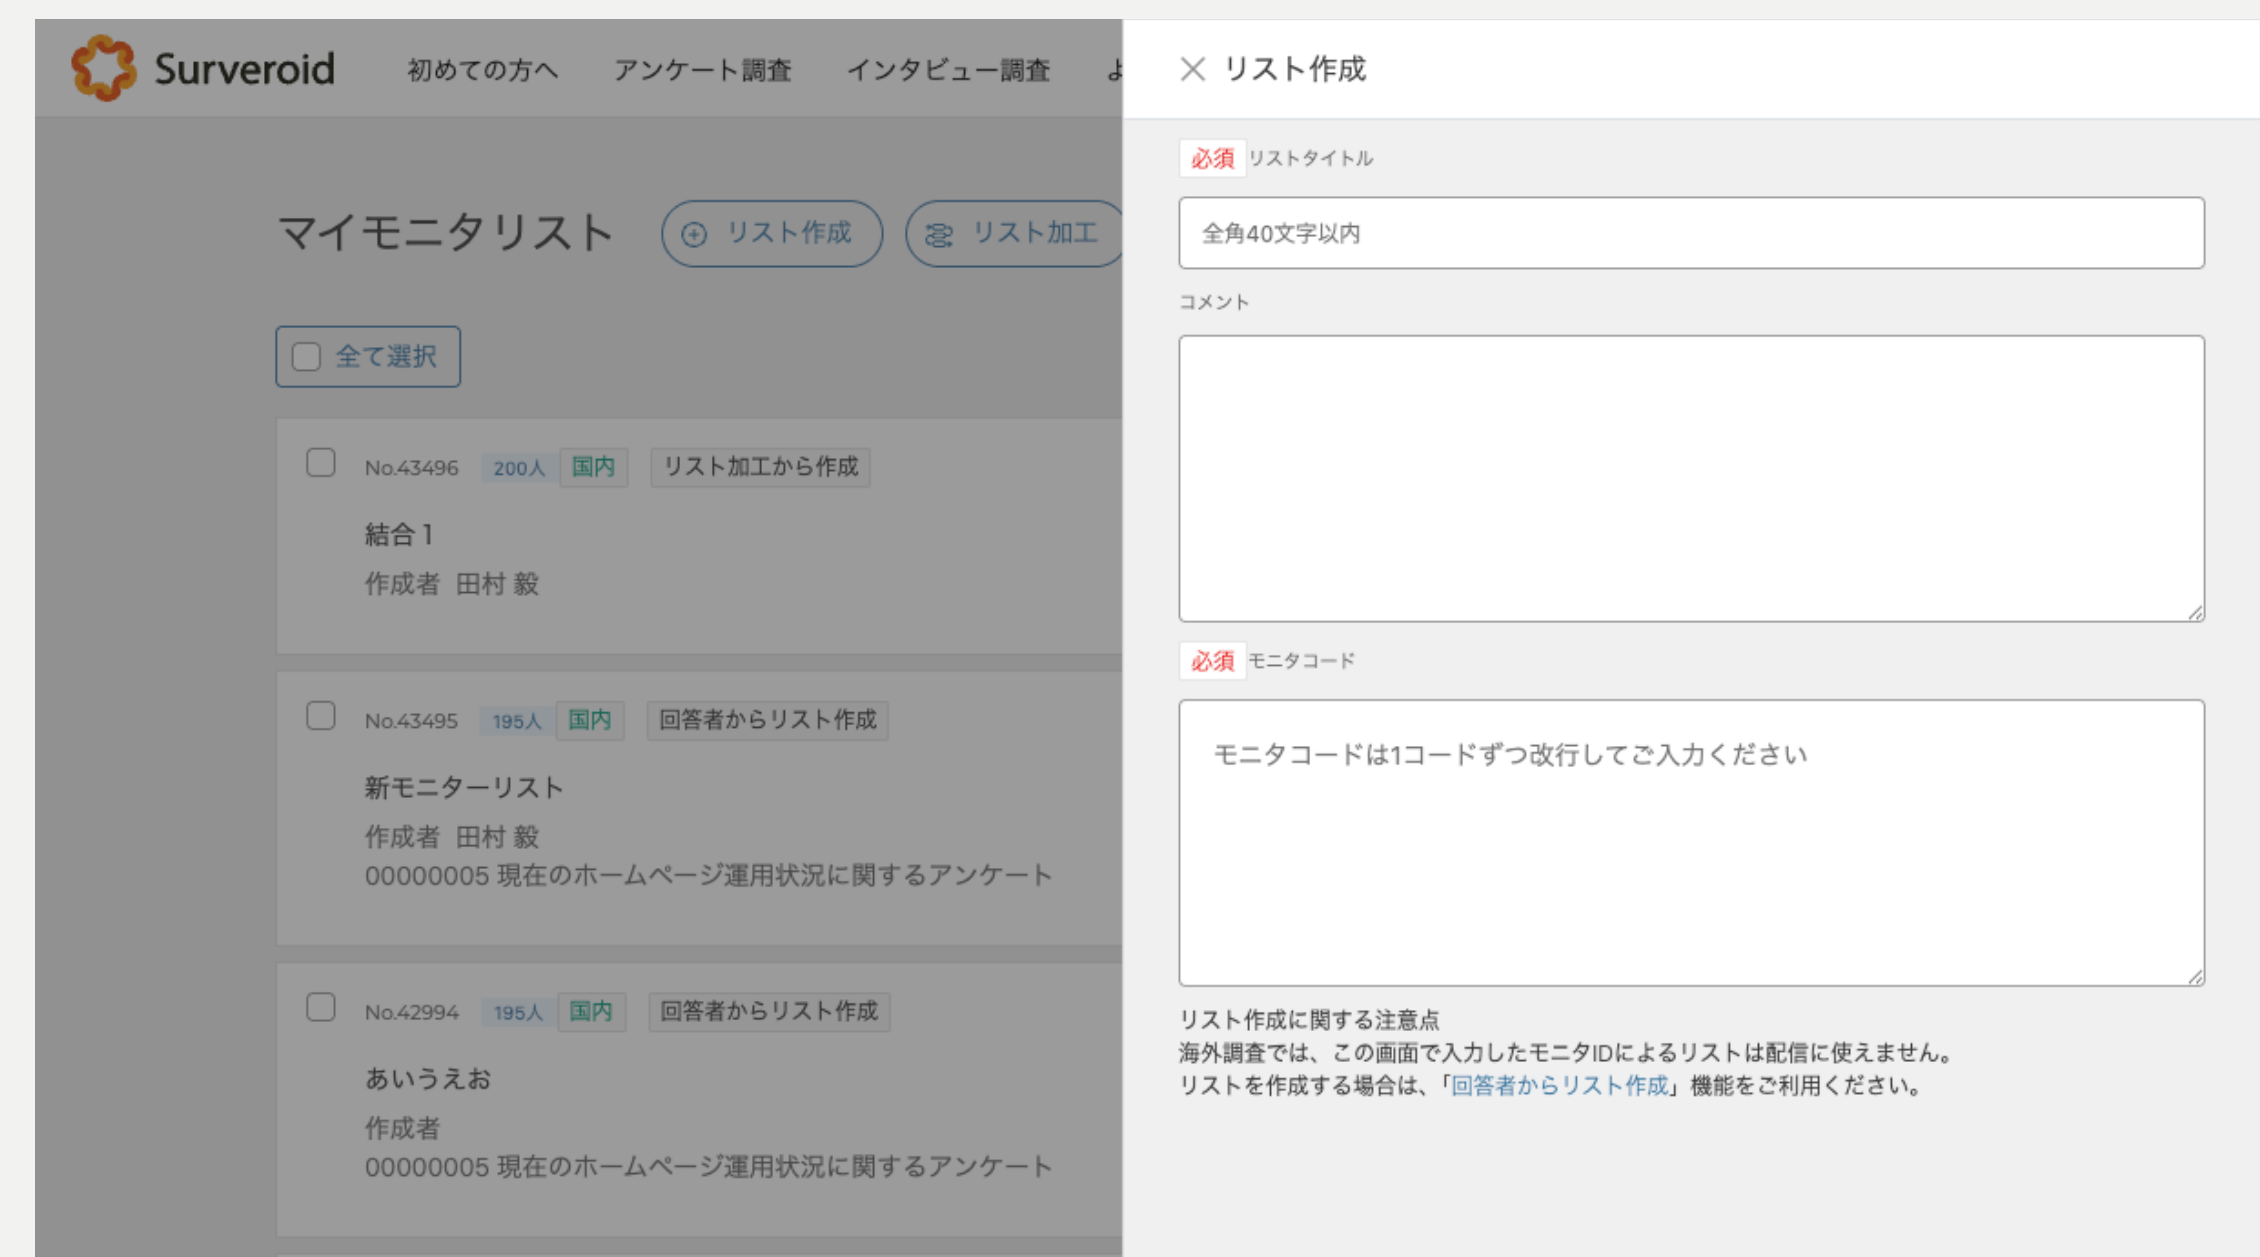 Surveroid 初めての方へ アンケート調査 インタビュー調査 よ
マイモニタリスト リスト作成 リスト加工
全て選択
No.43496 200人 国内 リスト加工から作成
結合1
作成者 田村 毅
No.43495 195人 国内 回答者からリスト作成
新モニターリスト
作成者 田村 毅
00000005 現在のホームページ運用状況に関するアンケート
No.42994 195人 国内 回答者からリスト作成
あいうえお
作成者
00000005 現在のホームページ運用状況に関するアンケート
リスト作成
必須 リストタイトル
全角40文字以内
コメント
必須 モニタコード
モニタコードは1コードずつ改行してご入力ください
リスト作成に関する注意点
海外調査では、この画面で入力したモニタIDによるリストは配信に使えません。
リストを作成する場合は、「回答者からリスト作成」機能をご利用ください。